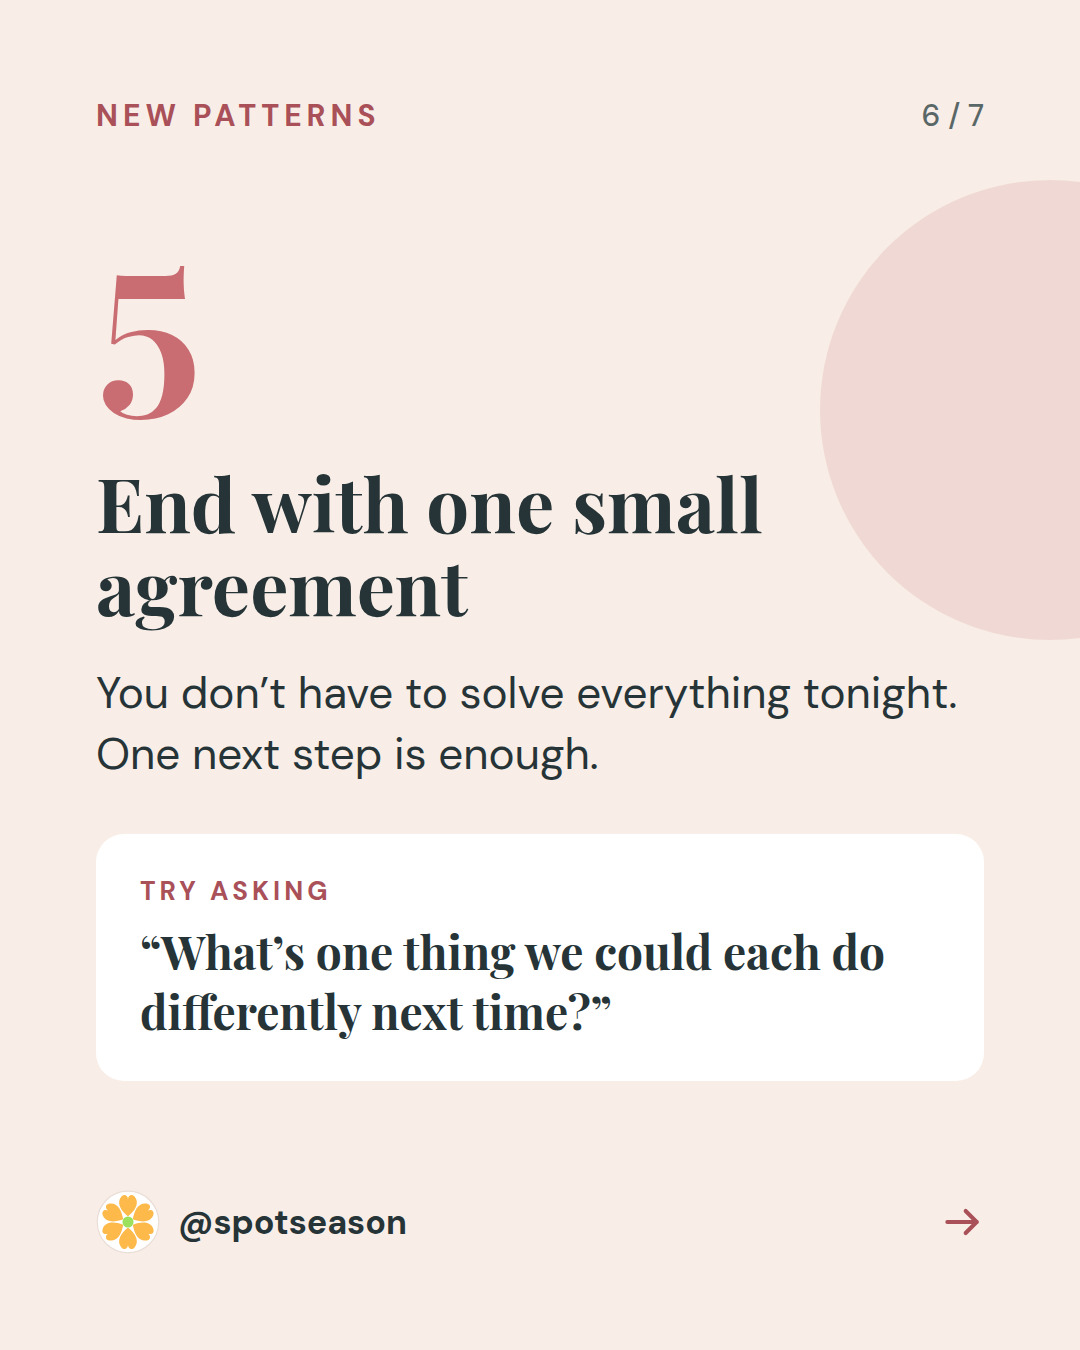 NEW PATTERNS
6 / 7
5
End with one small
agreement
You don’t have to solve everything tonight.
One next step is enough.
TRY ASKING
“What’s one thing we could each do
differently next time?”
@spotseason